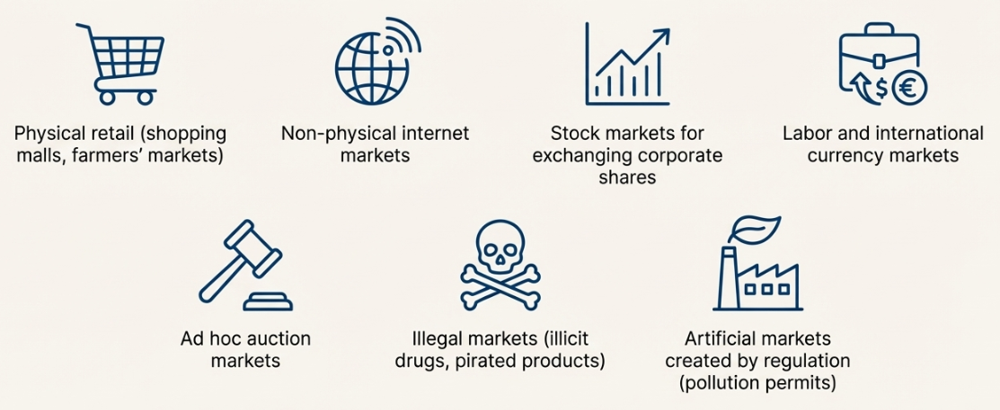 Physical retail (shopping
malls, farmers’ markets)
Non-physical internet
markets
Stock markets for
exchanging corporate
shares
Labor and international
currency markets
$
€
Ad hoc auction
markets
Illegal markets (illicit
drugs, pirated products)
Artificial markets
created by regulation
(pollution permits)